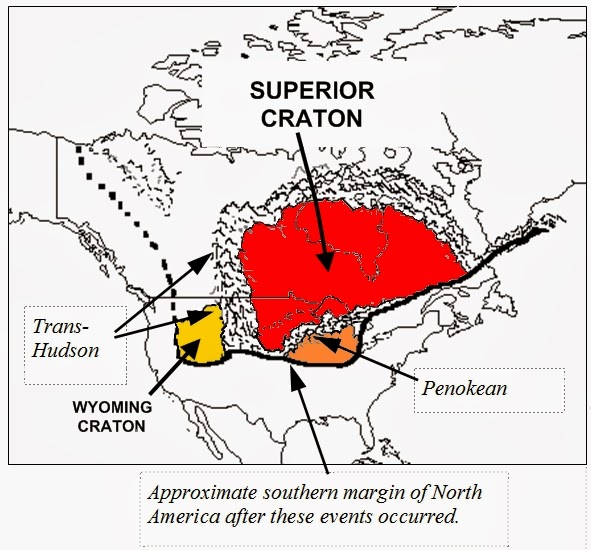 SUPERIOR
CRATON
Trans-
Hudson
WYOMING
CRATON
Penokean
Approximate southern margin of North
America after these events occurred.